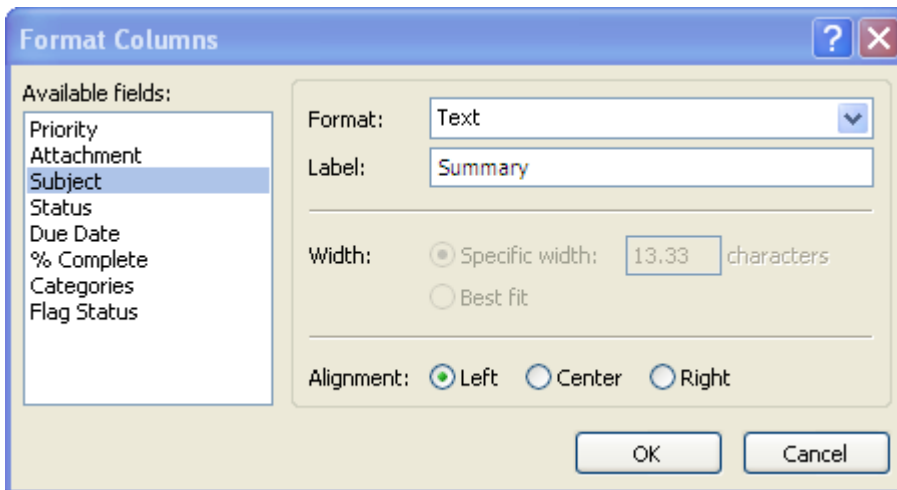 Format Columns
Available fields:
Priority
Attachment
Subject
Status
Due Date
% Complete
Categories
Flag Status
Format: Text
Label: Summary
Width: Specific width: 13.33 characters
Best fit
Alignment: Left Center Right
OK Cancel